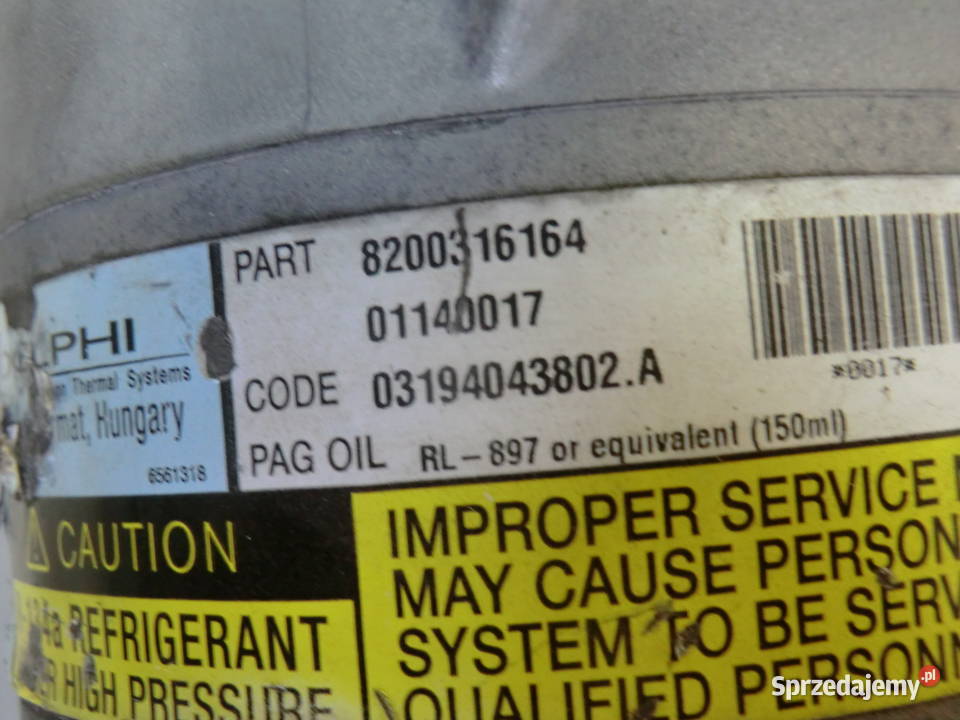 PART 8200316164
01140017
CODE 03194043802.A
PAG OIL RL-897 or equivalent (150ml)
*0017*
PHI
Thermal Systems
Hungary
6561318
CAUTION
REFRIGERANT
HIGH PRESSURE
IMPROPER SERVICE
MAY CAUSE PERSON
SYSTEM TO BE SERV
QUALIFIED PERSONN
Sprzedajemy.pl